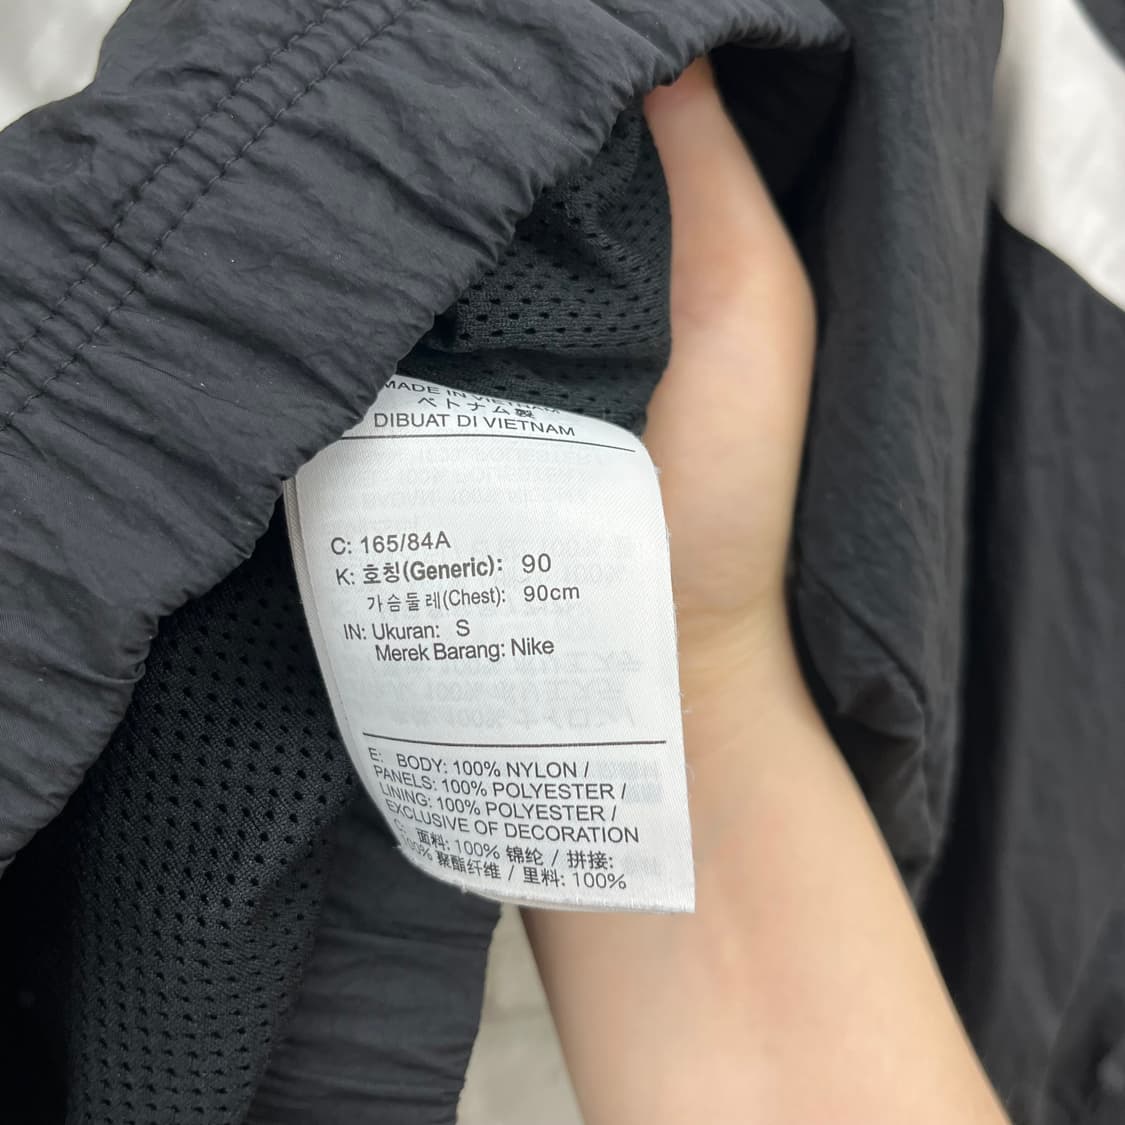 MADE IN VIETNAM
ベトナム製
DIBUAT DI VIETNAM
C: 165/84A
K: 호칭(Generic): 90
가슴둘레(Chest): 90cm
IN: Ukuran: S
Merek Barang: Nike
E: BODY: 100% NYLON /
PANELS: 100% POLYESTER /
LINING: 100% POLYESTER /
EXCLUSIVE OF DECORATION
C: 面料: 100% 锦纶 / 拼接:
100% 聚酯纤维 / 里料: 100%